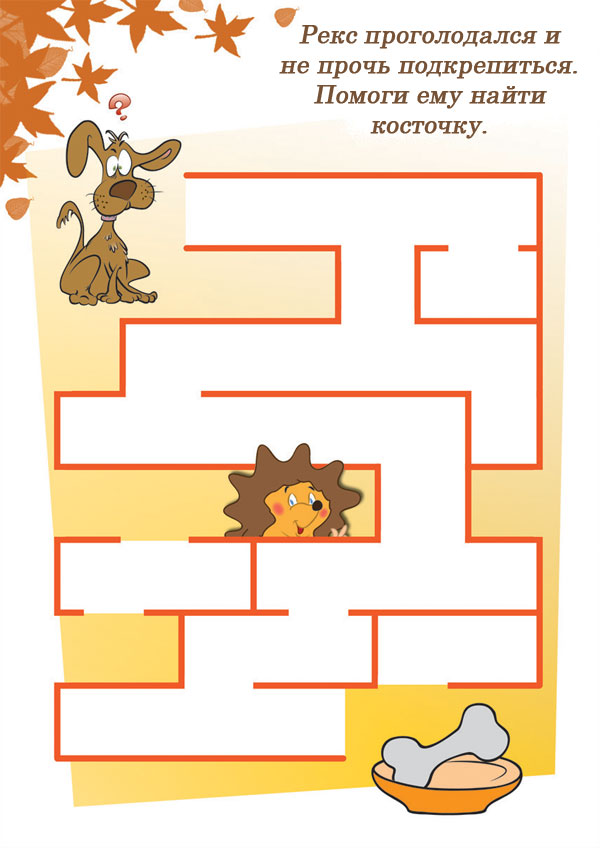 Рекс проголодался и
не прочь подкрепиться.
Помоги ему найти
косточку.
?